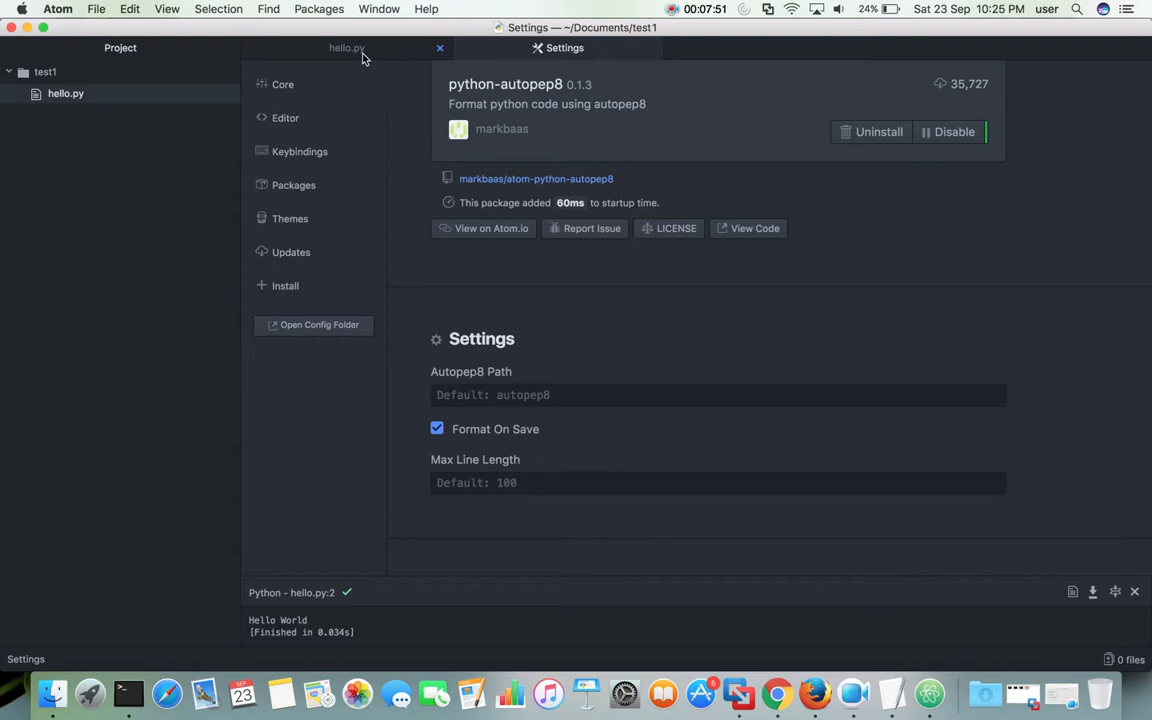 Atom File Edit View Selection Find Packages Window Help 00:07:51 24% Sat 23 Sep 10:25 PM user
Settings — ~/Documents/test1
Project hello.py Settings
test1
hello.py
Core
Editor
Keybindings
Packages
Themes
Updates
Install
Open Config Folder
python-autopep8 0.1.3 35,727
Format python code using autopep8
markbaas Uninstall Disable
markbaas/atom-python-autopep8
This package added 60ms to startup time.
View on Atom.io Report Issue LICENSE View Code
Settings
Autopep8 Path
Default: autopep8
Format On Save
Max Line Length
Default: 100
Python - hello.py:2
Hello World
[Finished in 0.034s]
Settings 0 files